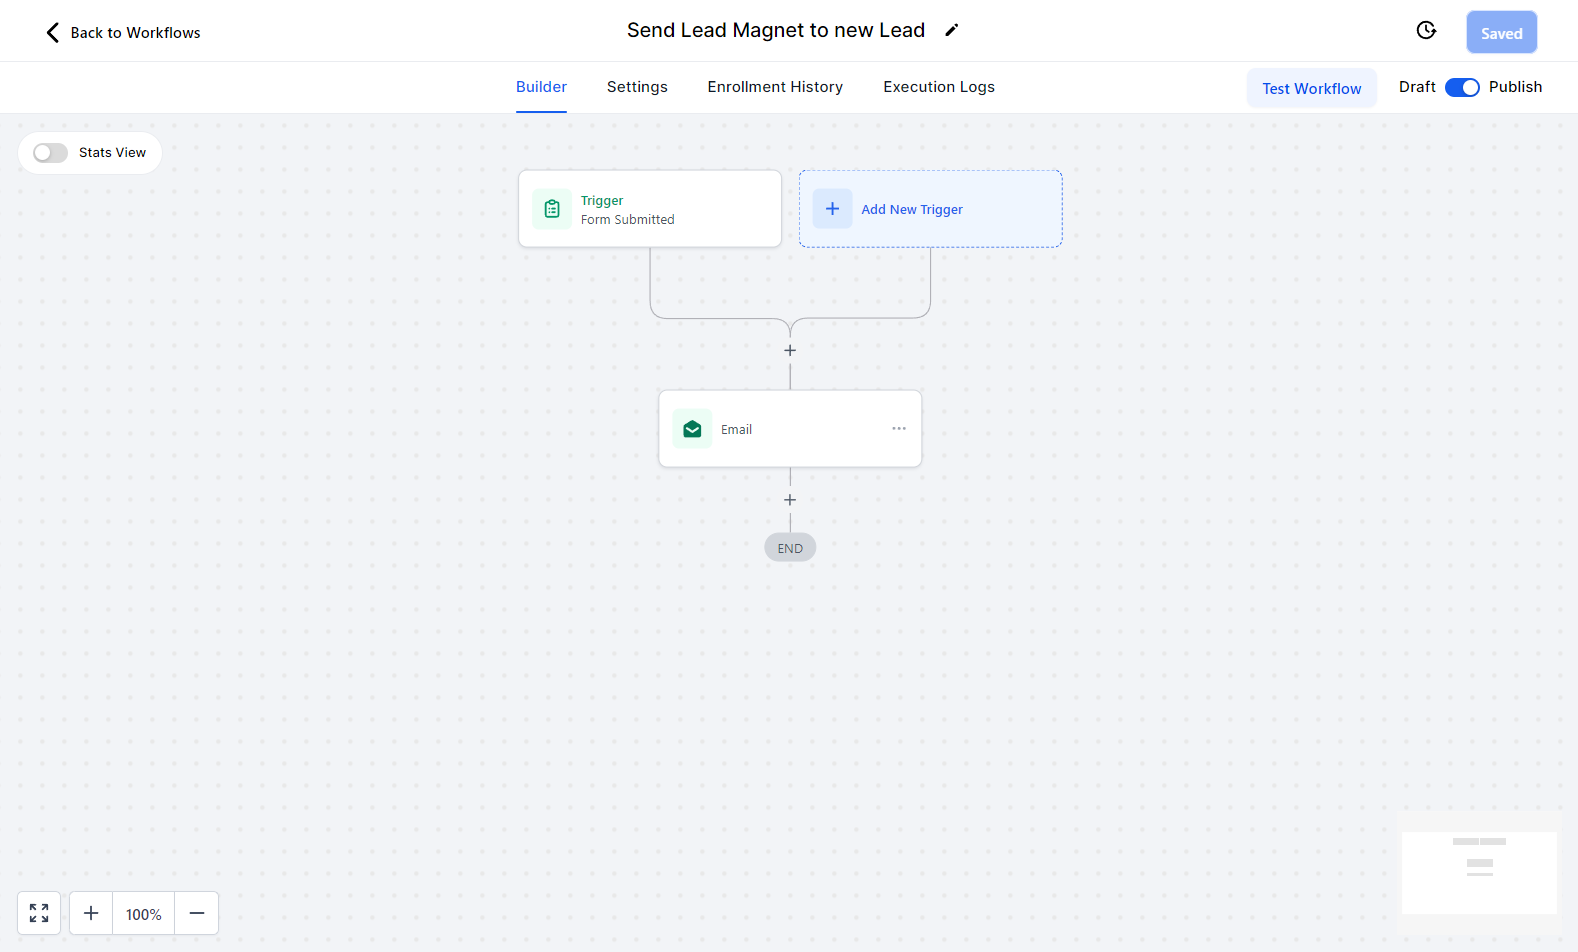 Back to Workflows
Send Lead Magnet to new Lead
Saved
Builder
Settings
Enrollment History
Execution Logs
Test Workflow
Draft
Publish
Stats View
Trigger
Form Submitted
Add New Trigger
Email
END
100%